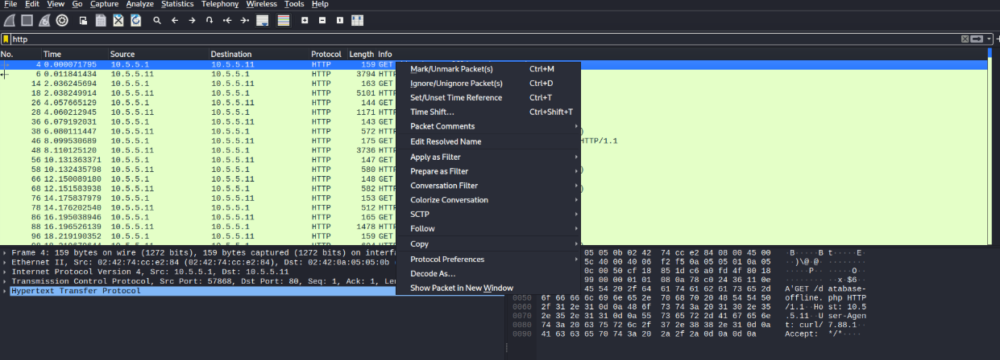 File Edit View Go Capture Analyze Statistics Telephony Wireless Tools Help
http
No. Time Source Destination Protocol Length Info
4 0.000071795 10.5.5.1 10.5.5.11 HTTP 159 GET
6 0.011841434 10.5.5.11 10.5.5.1 HTTP 3794 HTTP
14 2.036245694 10.5.5.1 10.5.5.11 HTTP 163 GET
18 2.038249914 10.5.5.11 10.5.5.1 HTTP 5101 HTTP
26 4.057665129 10.5.5.1 10.5.5.11 HTTP 144 GET
28 4.060212945 10.5.5.11 10.5.5.1 HTTP 1171 HTTP
36 6.079192031 10.5.5.1 10.5.5.11 HTTP 143 GET
38 6.080111447 10.5.5.11 10.5.5.1 HTTP 572 HTTP )
46 8.099530689 10.5.5.1 10.5.5.11 HTTP 175 GET HTTP/1.1
48 8.110125120 10.5.5.11 10.5.5.1 HTTP 3736 HTTP
56 10.131363371 10.5.5.1 10.5.5.11 HTTP 147 GET
58 10.132435798 10.5.5.11 10.5.5.1 HTTP 580 HTTP )
66 12.150089180 10.5.5.1 10.5.5.11 HTTP 148 GET
68 12.151583938 10.5.5.11 10.5.5.1 HTTP 582 HTTP )
76 14.175837979 10.5.5.1 10.5.5.11 HTTP 153 GET
78 14.176202540 10.5.5.11 10.5.5.1 HTTP 512 HTTP
86 16.195038946 10.5.5.1 10.5.5.11 HTTP 165 GET
88 16.196526139 10.5.5.11 10.5.5.1 HTTP 1478 HTTP
96 18.219190352 10.5.5.1 10.5.5.11 HTTP 159 GET
Mark/Unmark Packet(s) Ctrl+M
Ignore/Unignore Packet(s) Ctrl+D
Set/Unset Time Reference Ctrl+T
Time Shift... Ctrl+Shift+T
Packet Comments
Edit Resolved Name
Apply as Filter
Prepare as Filter
Conversation Filter
Colorize Conversation
SCTP
Follow
Copy
Protocol Preferences
Decode As...
Show Packet in New Window
Frame 4: 159 bytes on wire (1272 bits), 159 bytes captured (1272 bits) on interf
Ethernet II, Src: 02:42:74:cc:e2:84 (02:42:74:cc:e2:84), Dst: 02:42:0a:05:05:0b
Internet Protocol Version 4, Src: 10.5.5.1, Dst: 10.5.5.11
Transmission Control Protocol, Src Port: 57868, Dst Port: 80, Seq: 1, Ack: 1, Le
Hypertext Transfer Protocol
05 05 0b 02 42 74 cc e2 84 08 00 45 00 ·B·····B t·····E·
5c 40 00 40 06 f2 f5 0a 05 05 01 0a 05
0c 00 50 cf 18 85 1d c6 a0 fd 4f 80 18
99 00 00 01 01 08 0a 78 c0 24 36 11 0e
45 54 20 2f 64 61 74 61 62 61 73 65 2d A'GET /d atabase-
0050 6f 66 66 6c 69 6e 65 2e 70 68 70 20 48 54 54 50 offline. php HTTP
0060 2f 31 2e 31 0d 0a 48 6f 73 74 3a 20 31 30 2e 35 /1.1··Ho st: 10.5
0070 2e 35 2e 31 31 0d 0a 55 73 65 72 2d 41 67 65 6e .5.11··U ser-Agen
0080 74 3a 20 63 75 72 6c 2f 37 2e 38 38 2e 31 0d 0a t: curl/ 7.88.1··
0090 41 63 63 65 70 74 3a 20 2a 2f 2a 0d 0a 0d 0a Accept: */*····